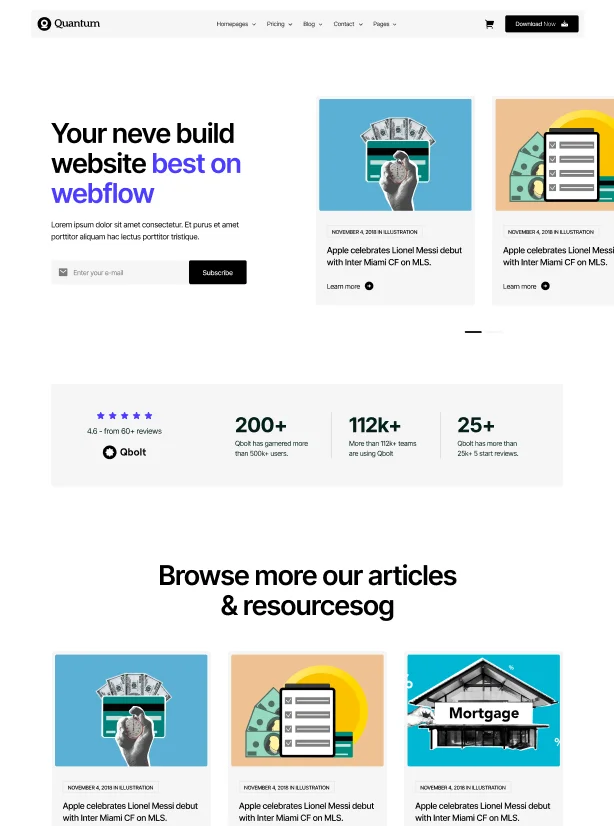 Quantum
Homepages Pricing Blog Contact Pages
Download Now
Your neve build
website best on
webflow
Lorem ipsum dolor sit amet consectetur. Et purus et amet
porttitor aliquam hac lectus porttitor tristique.
Enter your e-mail
Subscribe
NOVEMBER 4, 2018 IN ILLUSTRATION
Apple celebrates Lionel Messi debut
with Inter Miami CF on MLS.
Learn more
NOVEMBER 4, 2018 IN ILLUSTRATION
Apple celebrates Lionel Messi
with Inter Miami CF on MLS.
Learn more
4.6 - from 60+ reviews
Qbolt
200+
Qbolt has garnered more
than 500k+ users.
112k+
More than 112k+ teams
are using Qbolt
25+
Qbolt has more than
25k+ 5 start reviews.
Browse more our articles
& resourcesog
NOVEMBER 4, 2018 IN ILLUSTRATION
Apple celebrates Lionel Messi debut
with Inter Miami CF on MLS.
NOVEMBER 4, 2018 IN ILLUSTRATION
Apple celebrates Lionel Messi debut
with Inter Miami CF on MLS.
Mortgage
NOVEMBER 4, 2018 IN ILLUSTRATION
Apple celebrates Lionel Messi debut
with Inter Miami CF on MLS.